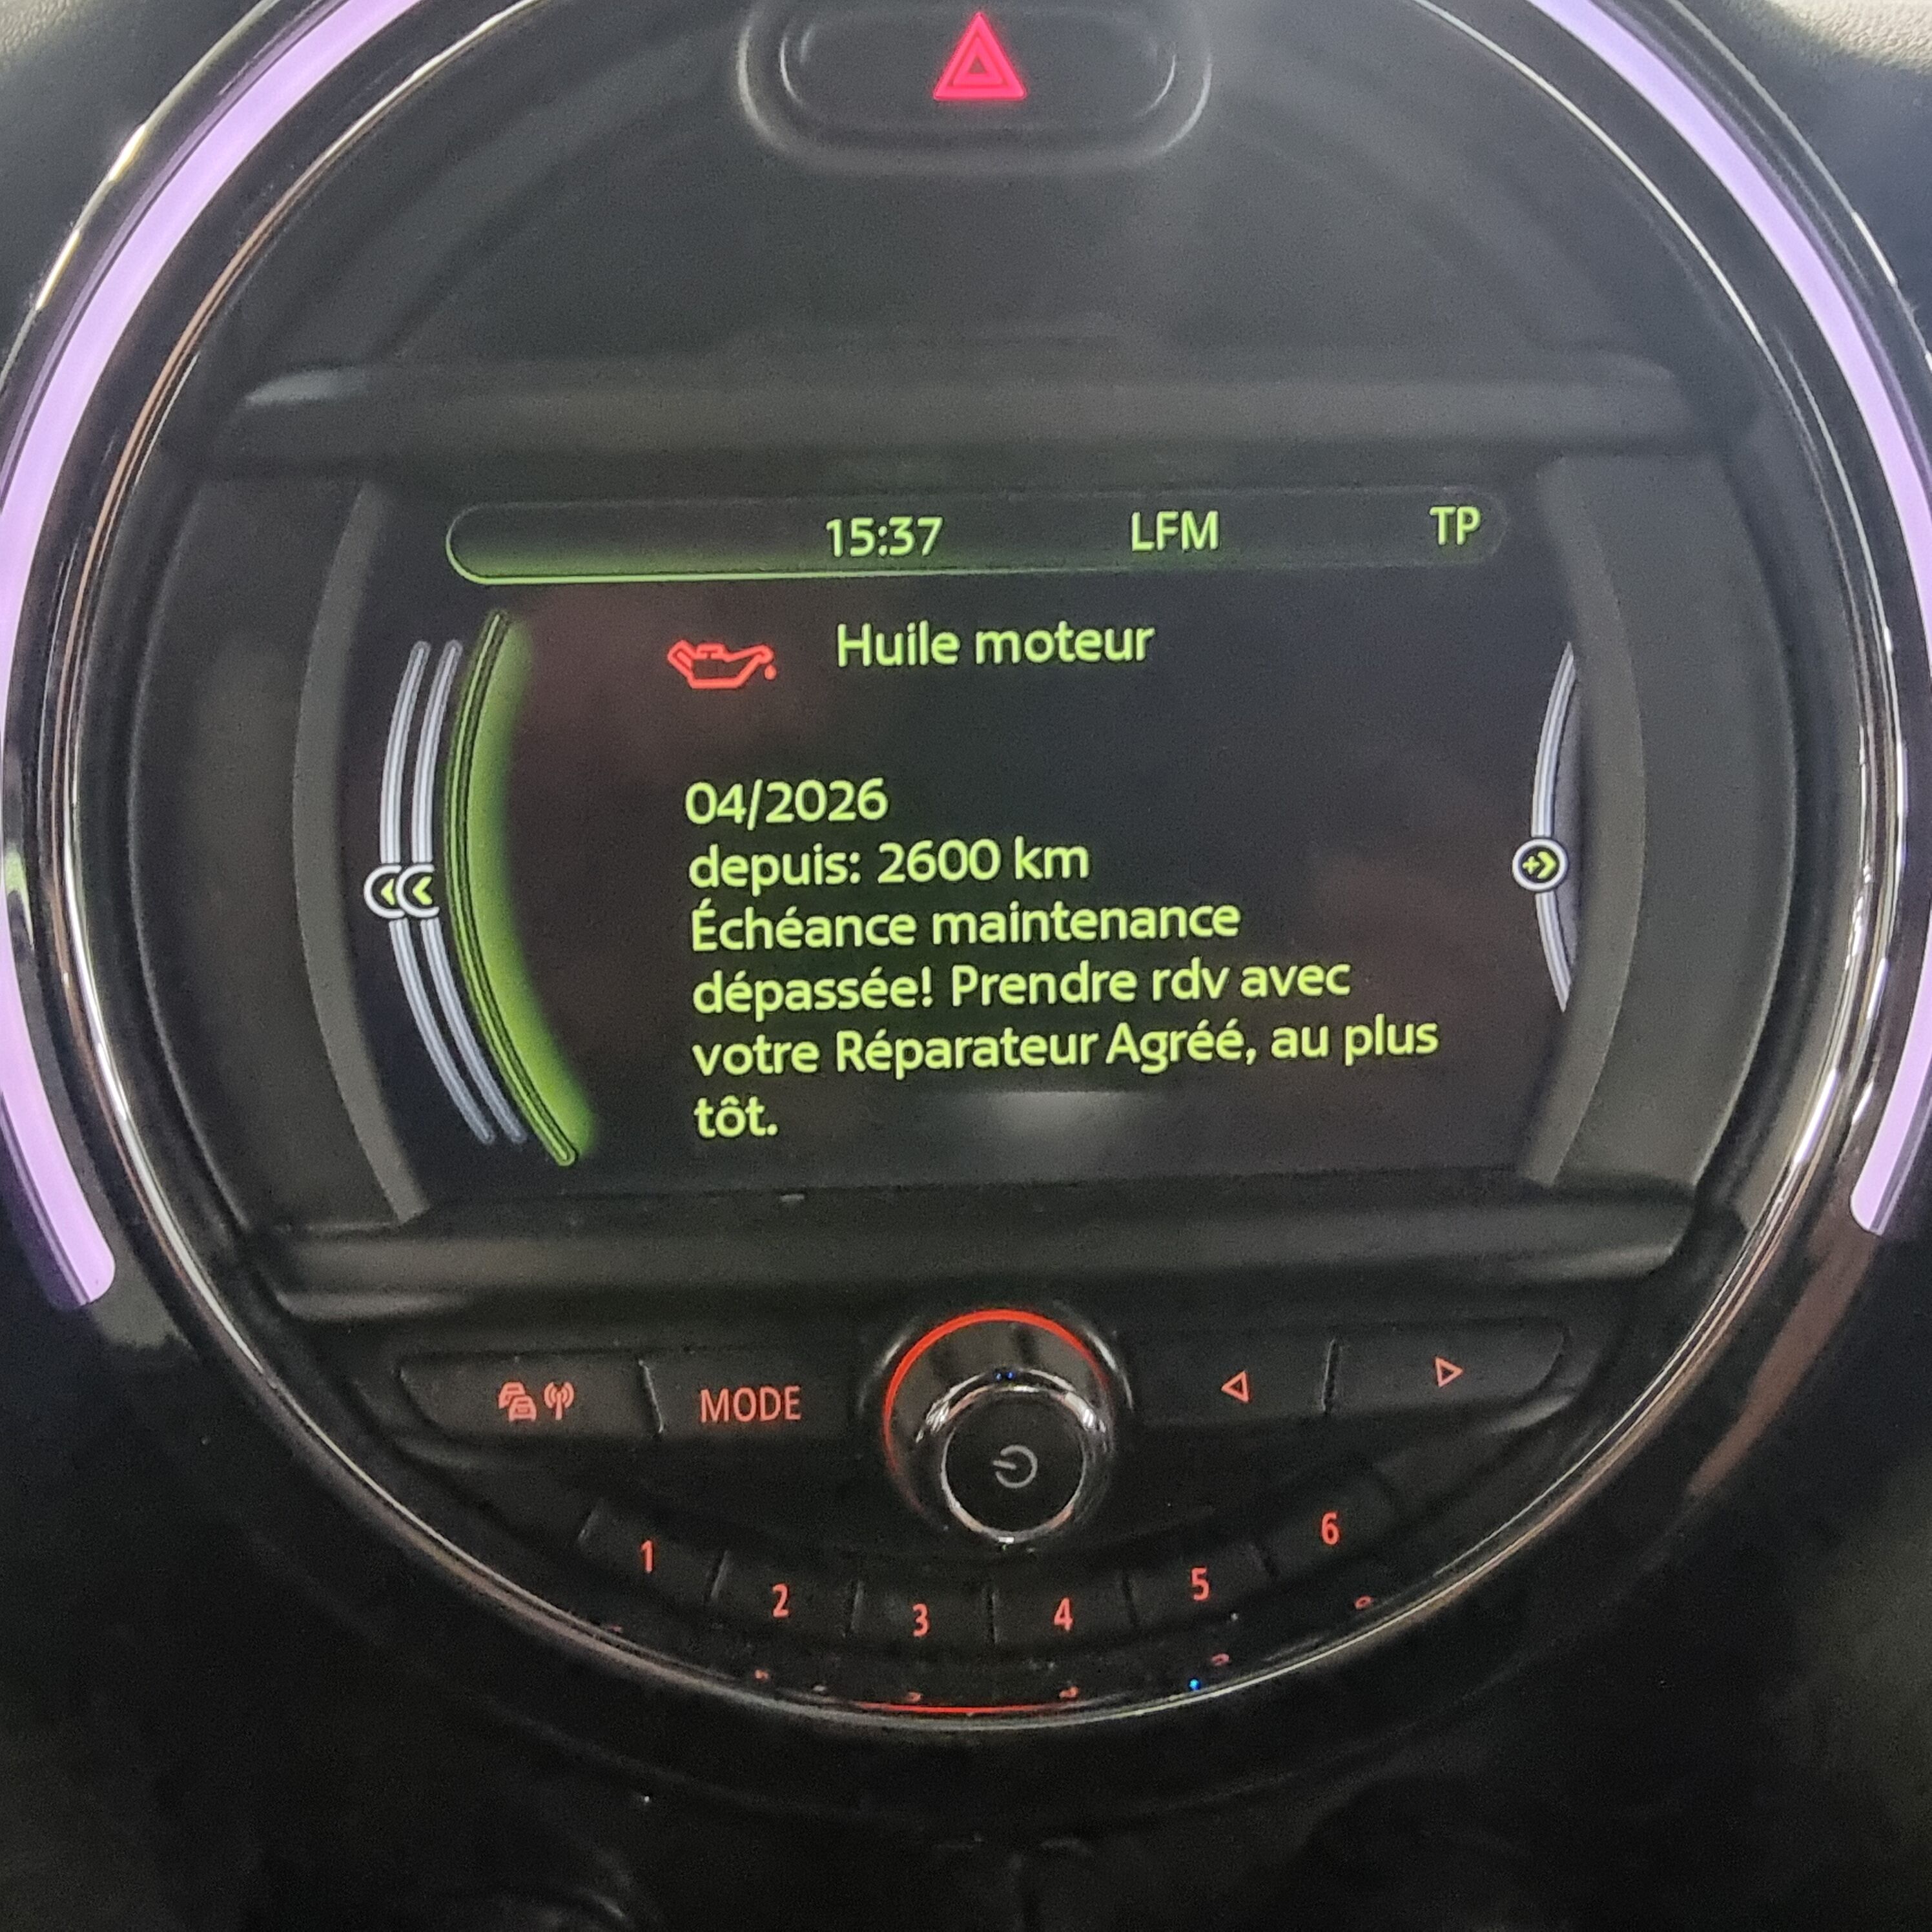 15:37 LFM TP
Huile moteur
04/2026
depuis: 2600 km
Échéance maintenance
dépassée! Prendre rdv avec
votre Réparateur Agréé, au plus
tôt.
MODE
1 2 3 4 5 6